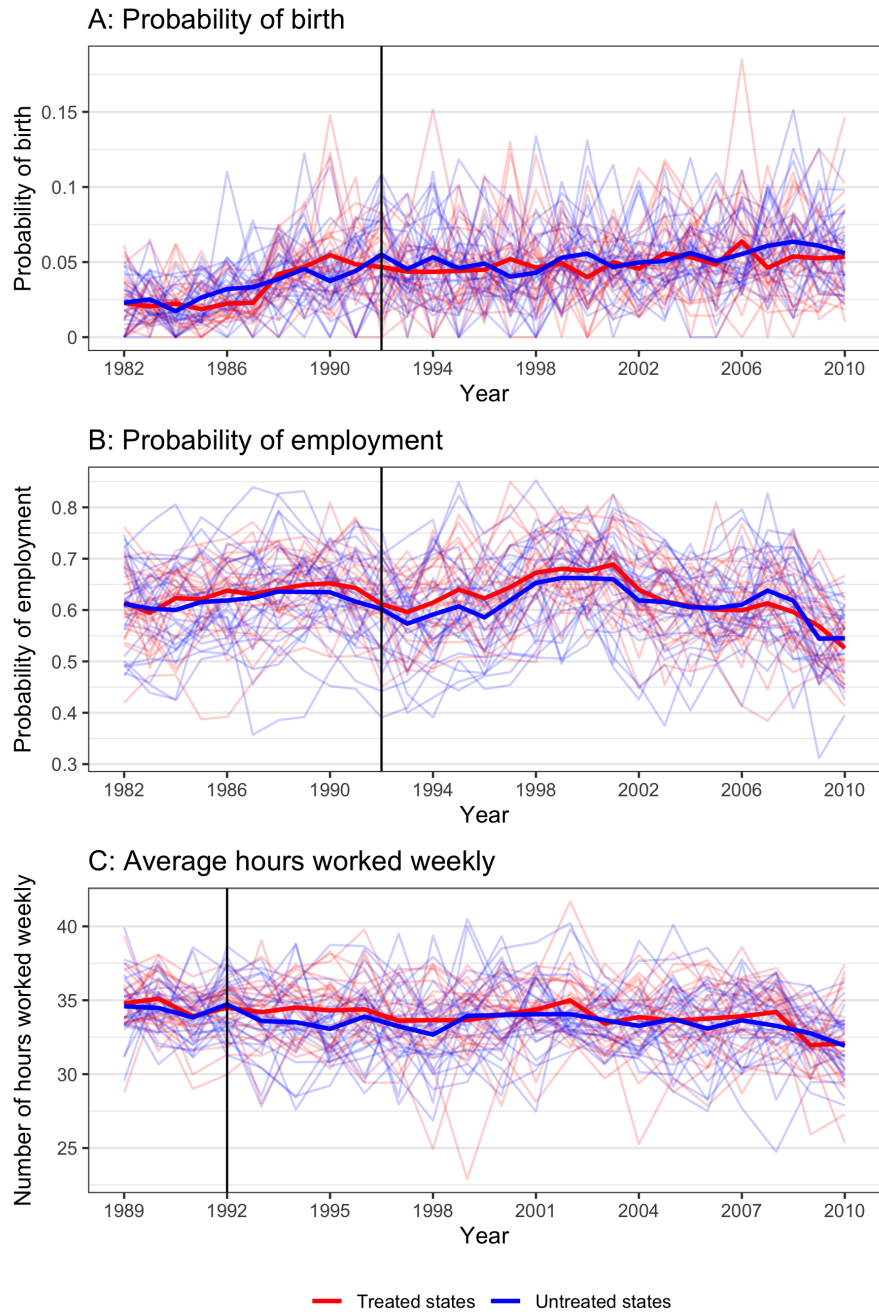 A: Probability of birth
Probability of birth
0.15
0.1
0.05
0
1982 1986 1990 1994 1998 2002 2006 2010
Year
B: Probability of employment
Probability of employment
0.8
0.7
0.6
0.5
0.4
0.3
1982 1986 1990 1994 1998 2002 2006 2010
Year
C: Average hours worked weekly
Number of hours worked weekly
40
35
30
25
1989 1992 1995 1998 2001 2004 2007 2010
Year
Treated states Untreated states